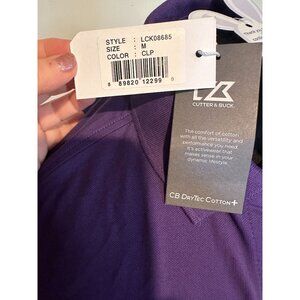 STYLE : LCK08685
SIZE : M
COLOR : CLP
8 89820 12299 0
CUTTER & BUCK
The comfort of cotton
with all the versatility and
performance you need.
It's activewear that
makes sense in your
dynamic lifestyle.
CB DRYTEC COTTON+